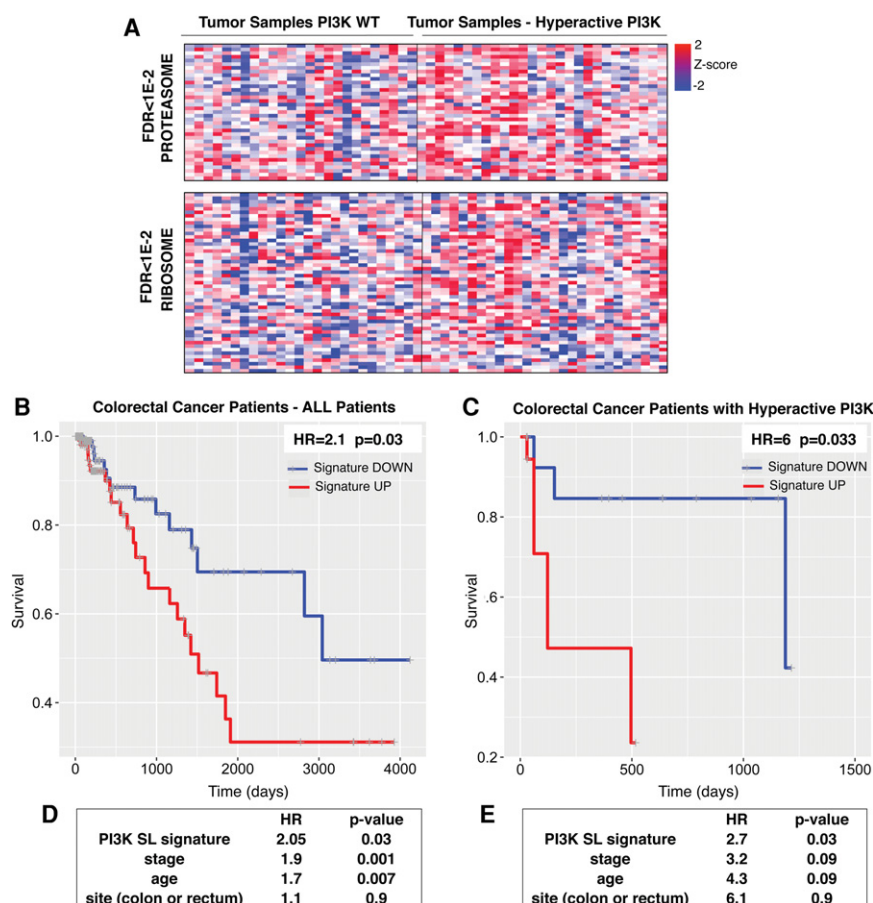 A
Tumor Samples PI3K WT
Tumor Samples - Hyperactive PI3K
2
Z-score
-2
FDR<1E-2
PROTEASOME
FDR<1E-2
RIBOSOME
B
Colorectal Cancer Patients - ALL Patients
HR=2.1 p=0.03
Signature DOWN
Signature UP
1.0
0.8
0.6
0.4
Survival
0
1000
2000
3000
4000
Time (days)
C
Colorectal Cancer Patients with Hyperactive PI3K
HR=6 p=0.033
Signature DOWN
Signature UP
1.0
0.8
0.6
0.4
0.2
Survival
0
500
1000
1500
Time (days)
D
HR p-value
PI3K SL signature 2.05 0.03
stage 1.9 0.001
age 1.7 0.007
site (colon or rectum) 1.1 0.9
E
HR p-value
PI3K SL signature 2.7 0.03
stage 3.2 0.09
age 4.3 0.09
site (colon or rectum) 6.1 0.9